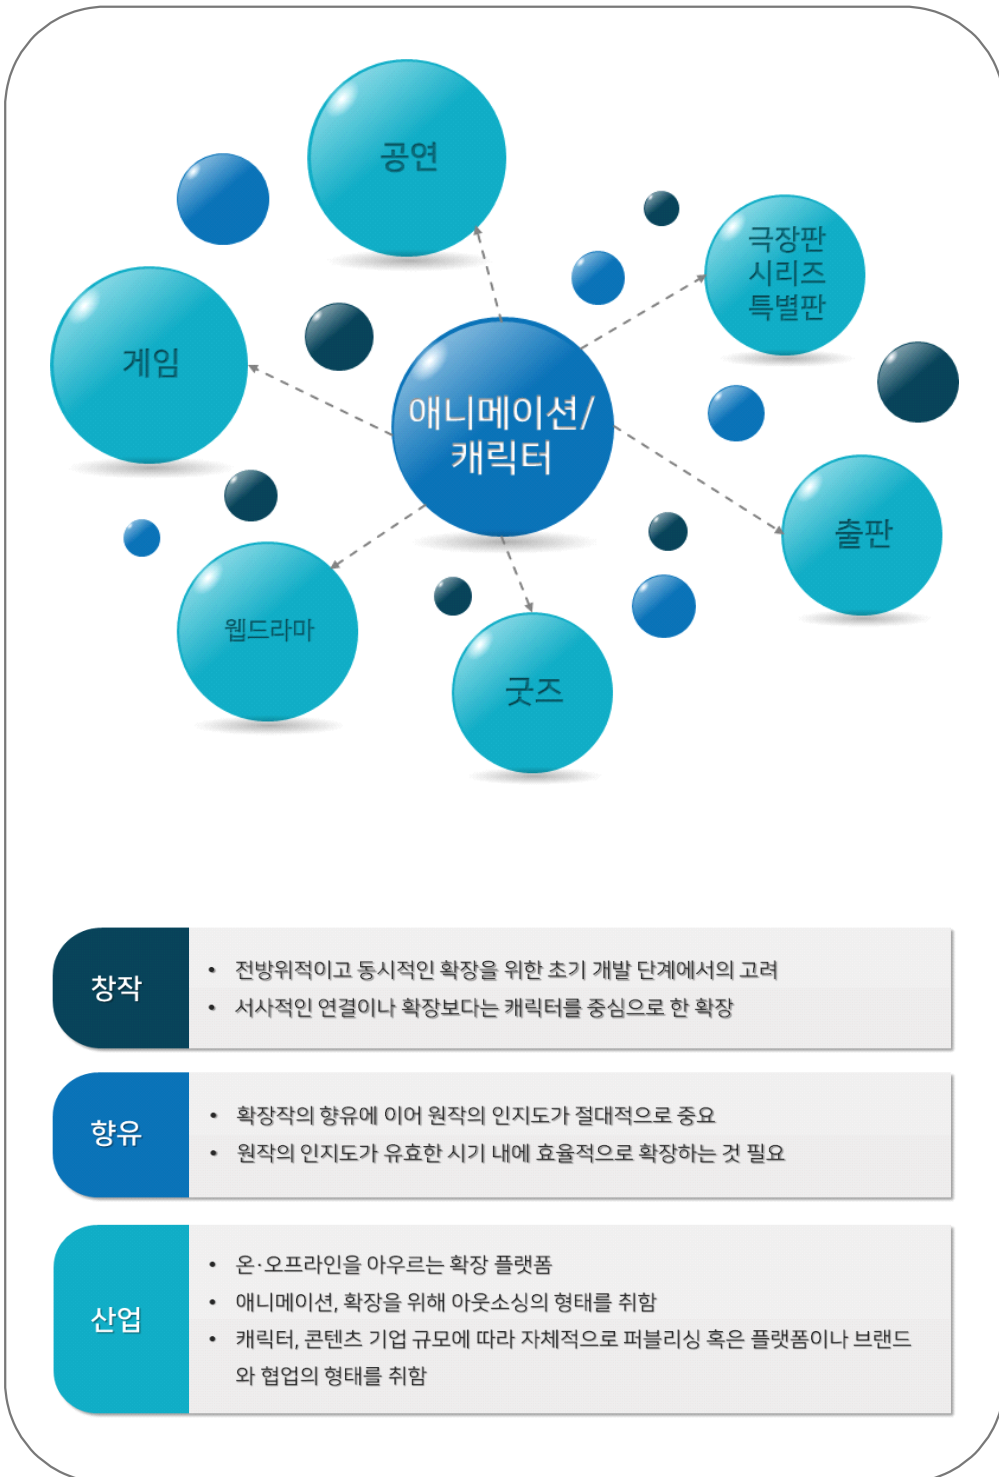 공연
극장판
시리즈
특별판
게임
애니메이션/
캐릭터
출판
웹드라마
굿즈
창작
• 전방위적이고 동시적인 확장을 위한 초기 개발 단계에서의 고려
• 서사적인 연결이나 확장보다는 캐릭터를 중심으로 한 확장
향유
• 확장작의 향유에 이어 원작의 인지도가 절대적으로 중요
• 원작의 인지도가 유효한 시기 내에 효율적으로 확장하는 것 필요
산업
• 온·오프라인을 아우르는 확장 플랫폼
• 애니메이션, 확장을 위해 아웃소싱의 형태를 취함
• 캐릭터, 콘텐츠 기업 규모에 따라 자체적으로 퍼블리싱 혹은 플랫폼이나 브랜드
와 협업의 형태를 취함